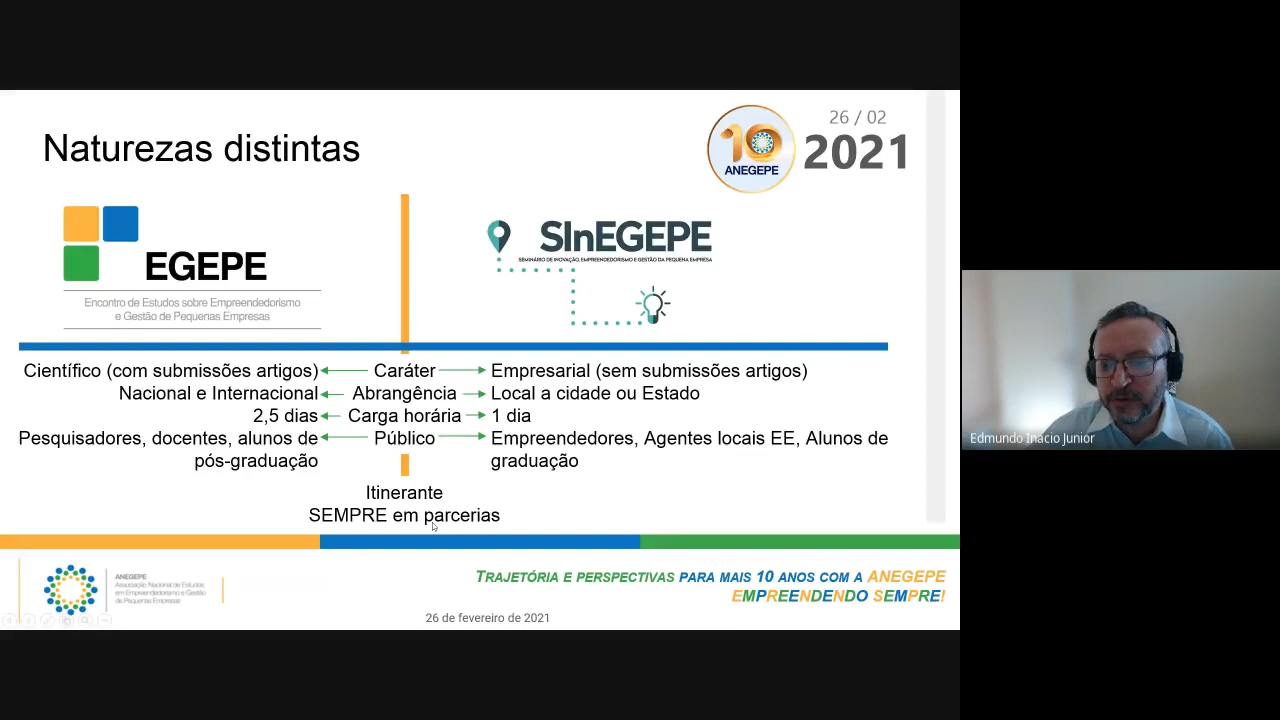 Naturezas distintas
10
ANEGEPE
26 / 02
2021
EGEPE
Encontro de Estudos sobre Empreendedorismo
e Gestão de Pequenas Empresas
SInEGEPE
SEMINÁRIO DE INOVAÇÃO, EMPREENDEDORISMO E GESTÃO DA PEQUENA EMPRESA
Científico (com submissões artigos) Caráter Empresarial (sem submissões artigos)
Nacional e Internacional Abrangência Local a cidade ou Estado
2,5 dias Carga horária 1 dia
Pesquisadores, docentes, alunos de Público Empreendedores, Agentes locais EE, Alunos de
pós-graduação graduação
Itinerante
SEMPRE em parcerias
Edmundo Inacio Junior
ANEGEPE
Associação Nacional de Estudos
em Empreendedorismo e Gestão
de Pequenas Empresas
TRAJETÓRIA E PERSPECTIVAS PARA MAIS 10 ANOS COM A ANEGEPE
EMPREENDENDO SEMPRE!
26 de fevereiro de 2021